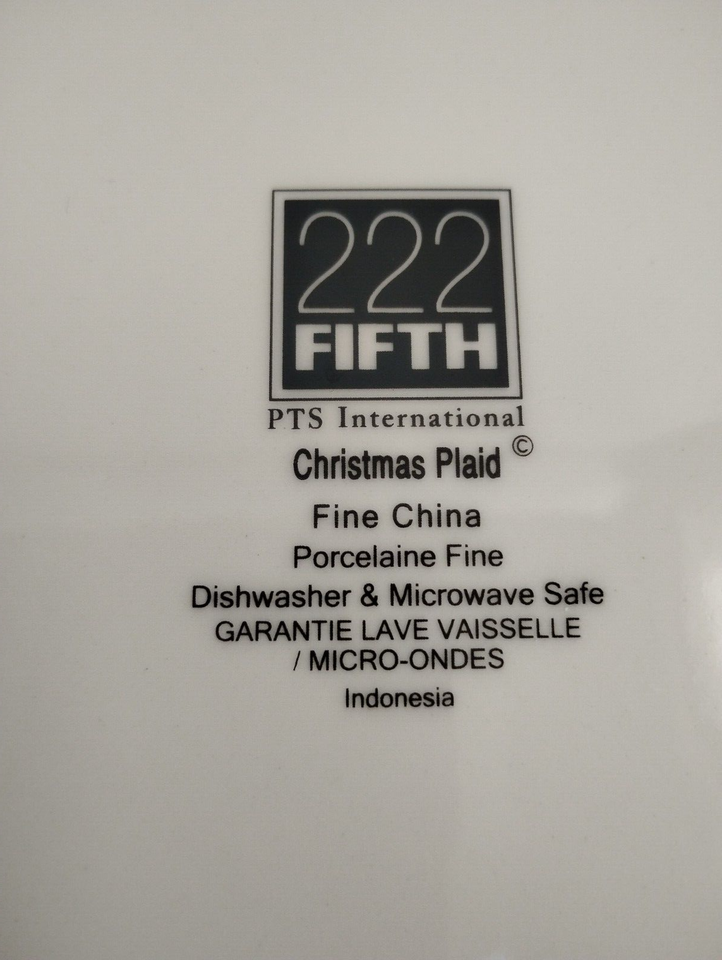 222
FIFTH
PTS International
Christmas Plaid ©
Fine China
Porcelaine Fine
Dishwasher & Microwave Safe
GARANTIE LAVE VAISSELLE
/ MICRO-ONDES
Indonesia